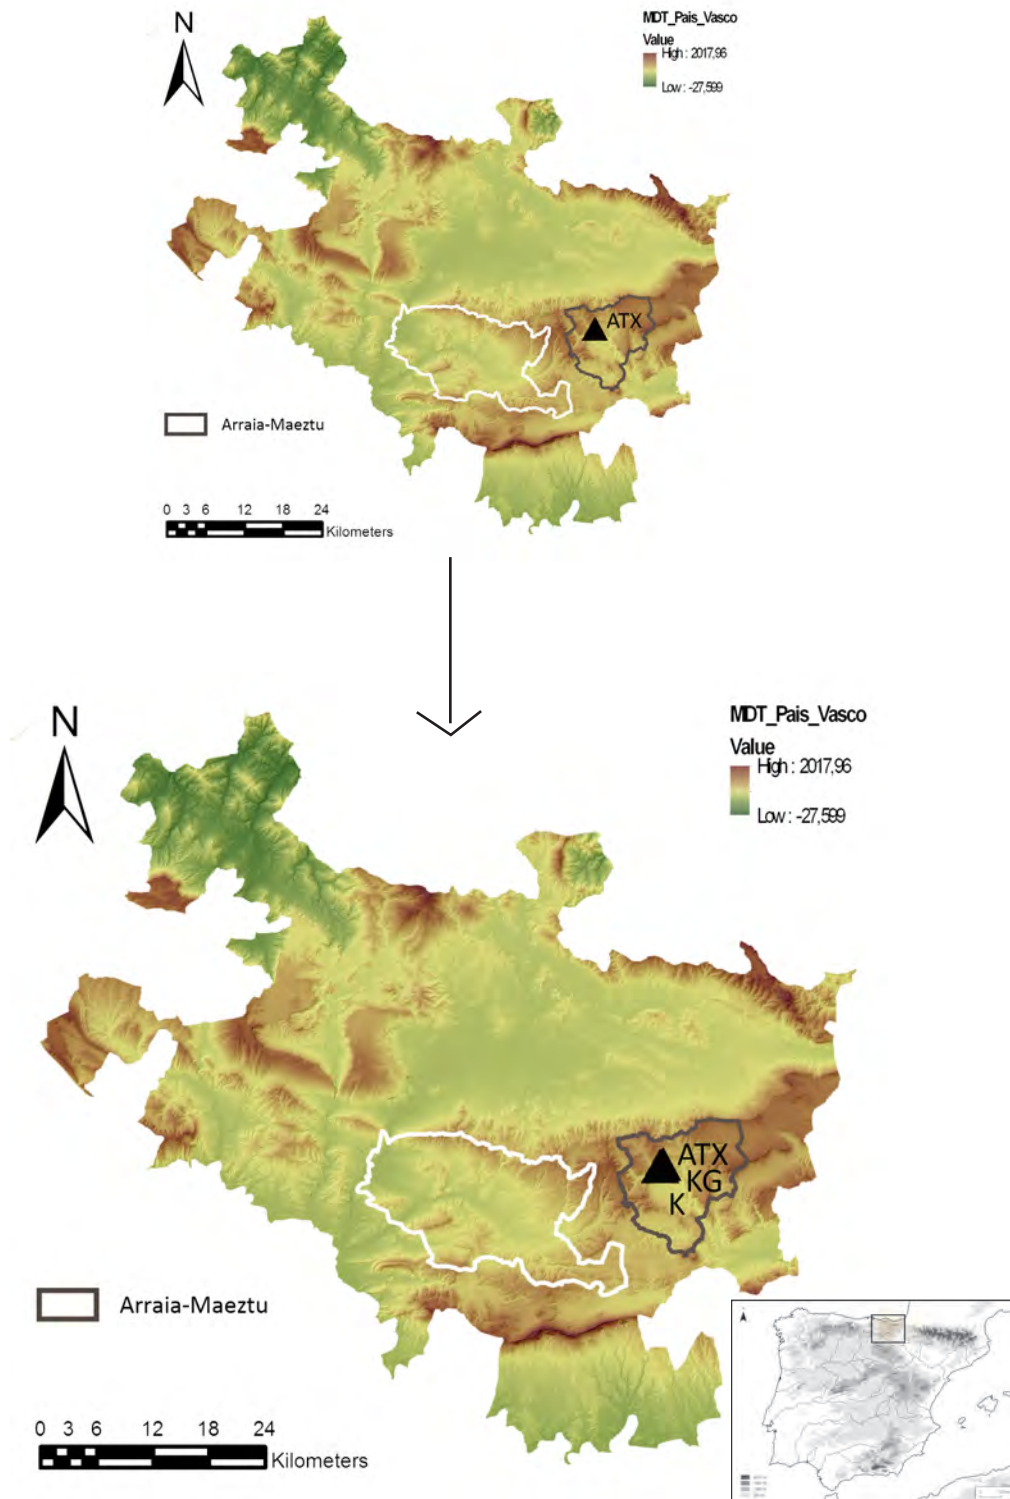 N
MDT_Pais_Vasco
Value
High : 2017,96
Low : -27,599
ATX
Arraia-Maeztu
0 3 6 12 18 24
Kilometers
N
MDT_Pais_Vasco
Value
High : 2017,96
Low : -27,599
ATX
KG
K
Arraia-Maeztu
0 3 6 12 18 24
Kilometers